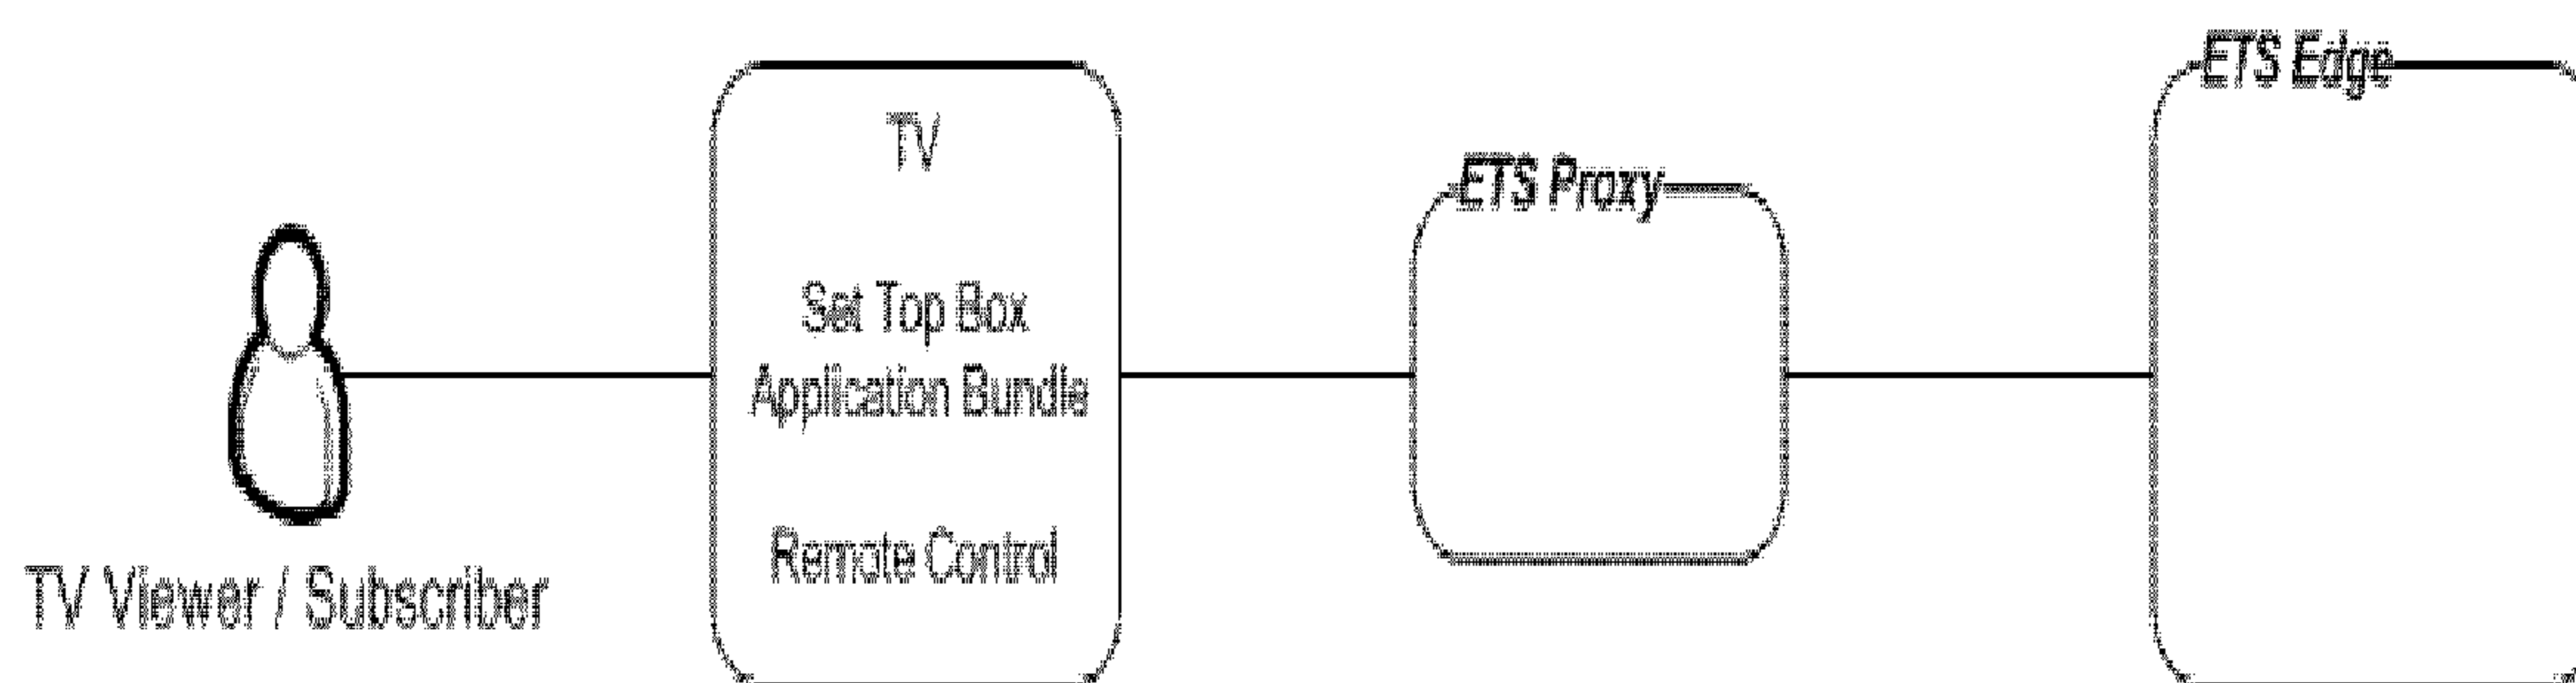 ETS Edge
TV
ETS Proxy
Set Top Box
Application Bundle
Remote Control
TV Viewer / Subscriber